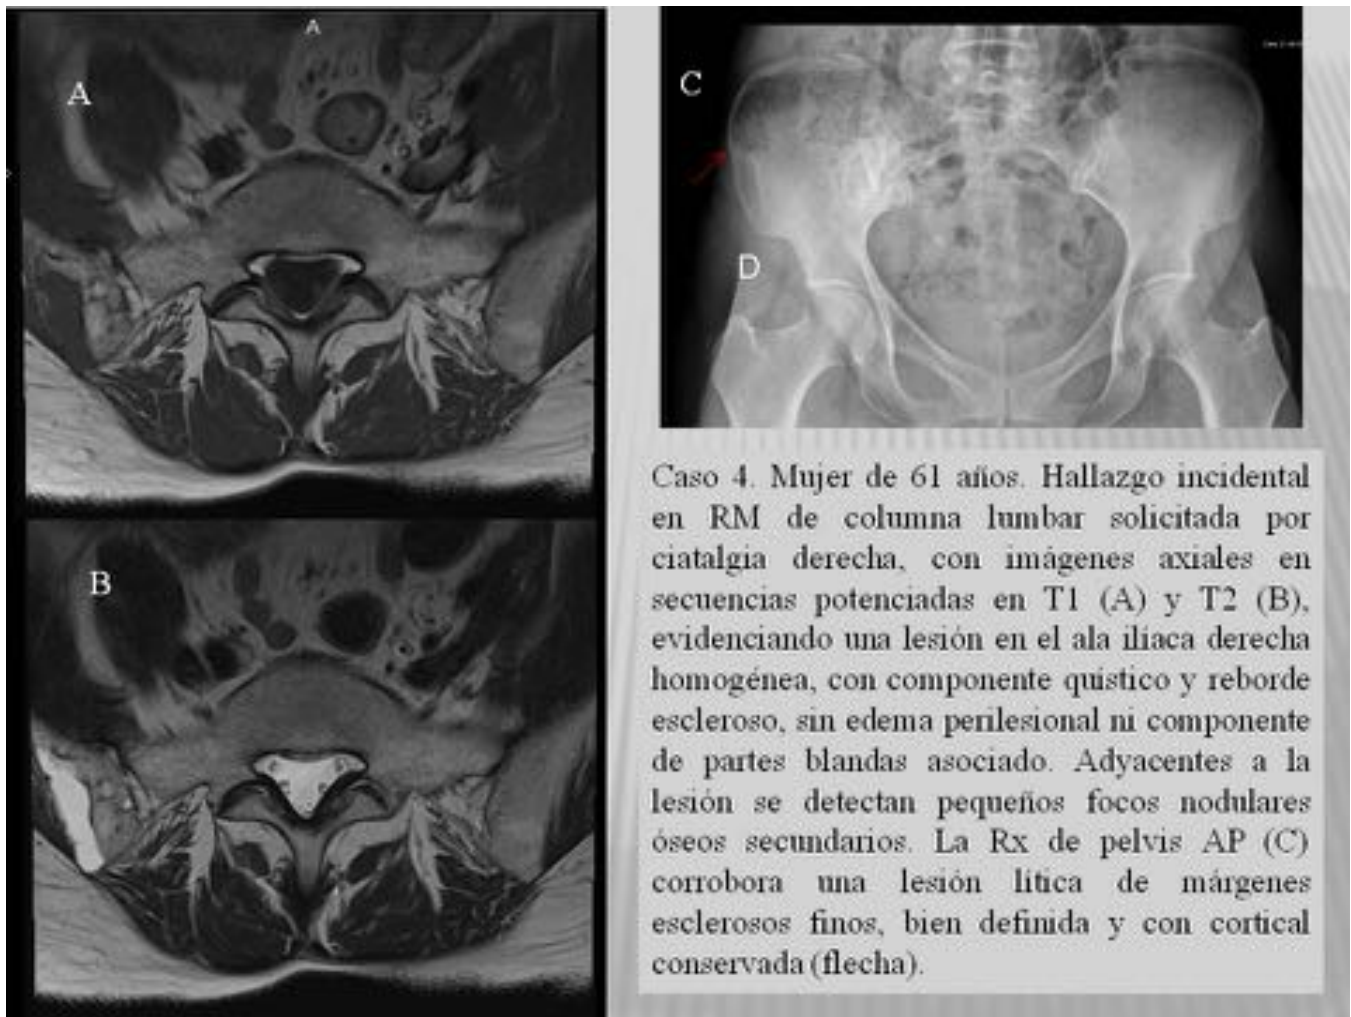 A
A
B
C
D
Caso 4. Mujer de 61 años. Hallazgo incidental
en RM de columna lumbar solicitada por
ciatalgia derecha, con imágenes axiales en
secuencias potenciadas en T1 (A) y T2 (B),
evidenciando una lesión en el ala ilíaca derecha
homogénea, con componente quístico y reborde
escleroso, sin edema perilesional ni componente
de partes blandas asociado. Adyacentes a la
lesión se detectan pequeños focos nodulares
óseos secundarios. La Rx de pelvis AP (C)
corrobora una lesión lítica de márgenes
esclerosos finos, bien definida y con cortical
conservada (flecha).